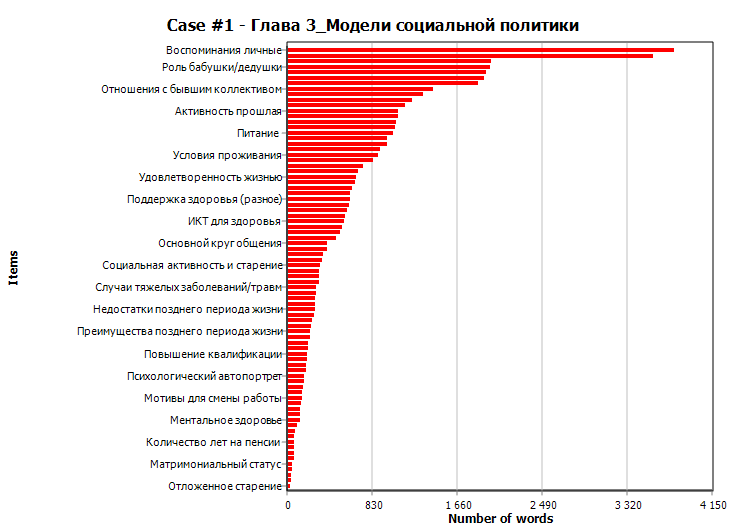 Case #1 - Глава 3_Модели социальной политики
Воспоминания личные
Роль бабушки/дедушки
Отношения с бывшим коллективом
Активность прошлая
Питание
Условия проживания
Удовлетворенность жизнью
Поддержка здоровья (разное)
ИКТ для здоровья
Основной круг общения
Социальная активность и старение
Случаи тяжелых заболеваний/травм
Недостатки позднего периода жизни
Преимущества позднего периода жизни
Повышение квалификации
Психологический автопортрет
Мотивы для смены работы
Ментальное здоровье
Количество лет на пенсии
Матримониальный статус
Отложенное старение
Items
0 830 1 660 2 490 3 320 4 150
Number of words